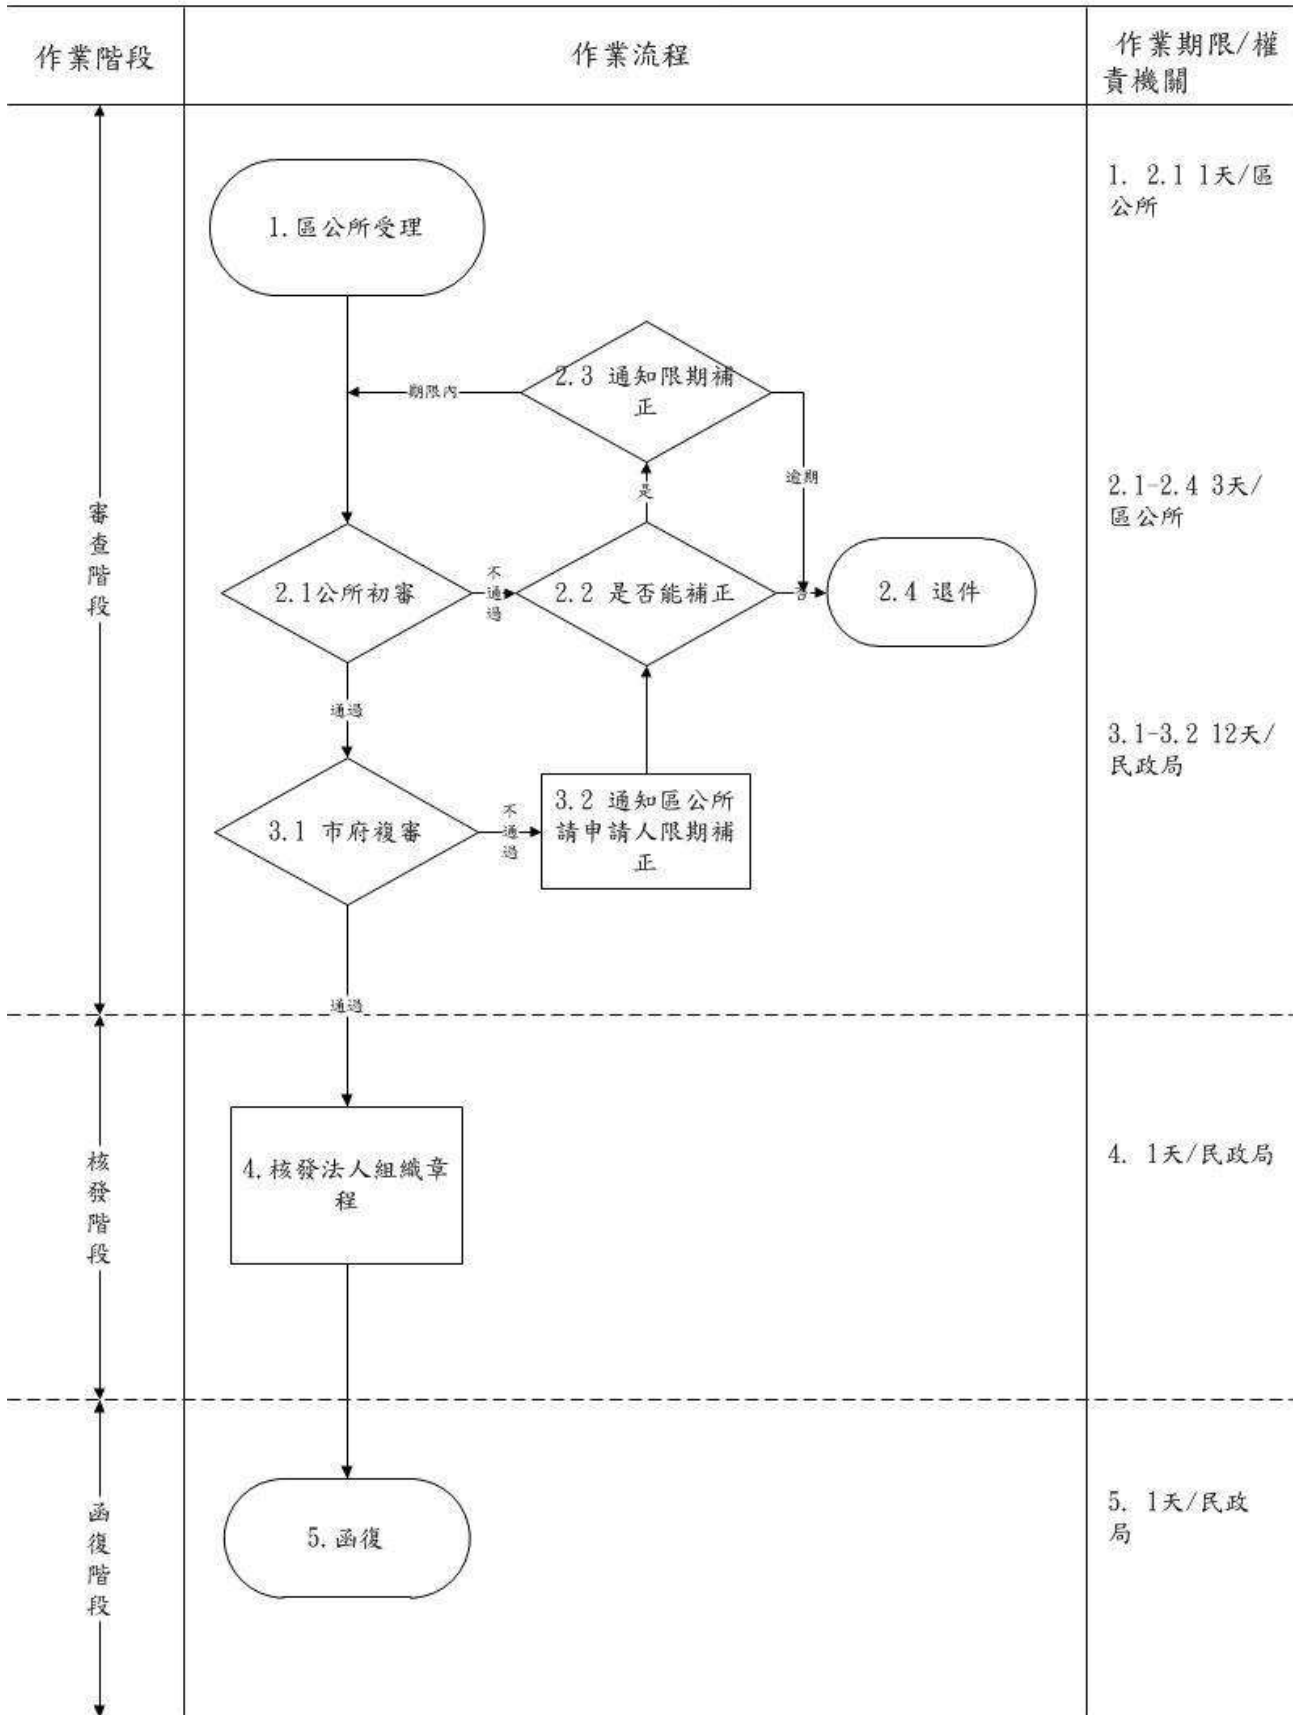 作業階段
作業流程
作業期限/權
責機關
審查階段
1.區公所受理
1. 2.1 1天/區
公所
2.3 通知限期補
正
期限內
逾期
是
2.1-2.4 3天/
區公所
2.1公所初審
不通過
2.2 是否能補正
否
2.4 退件
通過
3.1-3.2 12天/
民政局
3.1 市府複審
不通過
3.2 通知區公所
請申請人限期補
正
通過
核發階段
4.核發法人組織章
程
4. 1天/民政局
函復階段
5.函復
5. 1天/民政
局